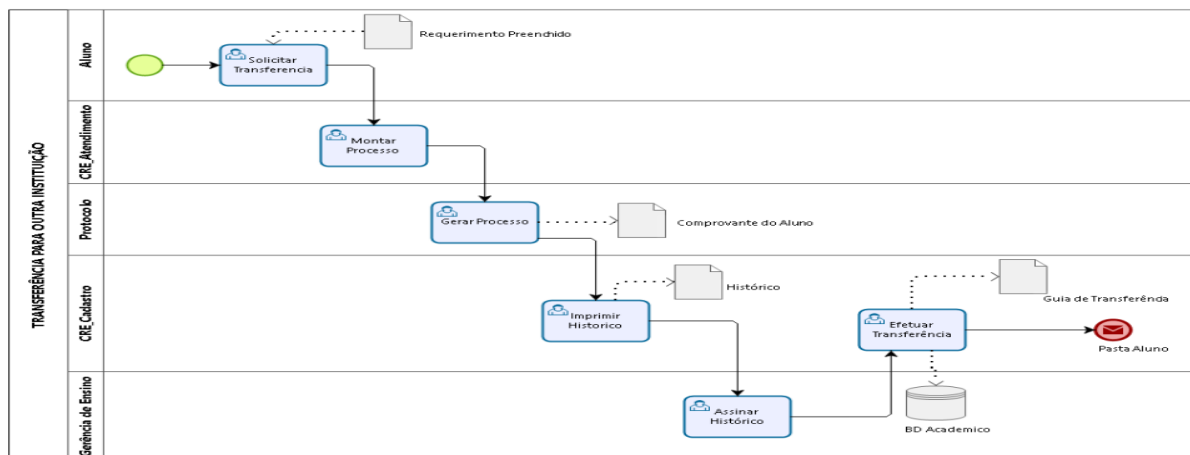 TRANSFERÊNCIA PARA OUTRA INSTITUIÇÃO
Aluno
Requerimento Preenchido
Solicitar
Transferencia
CRE_Atendimento
Montar
Processo
Protocolo
Gerar Processo
Comprovante do Aluno
CRE_Cadastro
Histórico
Imprimir
Historico
Guia de Transferência
Efetuar
Transferência
Pasta Aluno
Gerência de Ensino
Assinar
Histórico
BD Academico